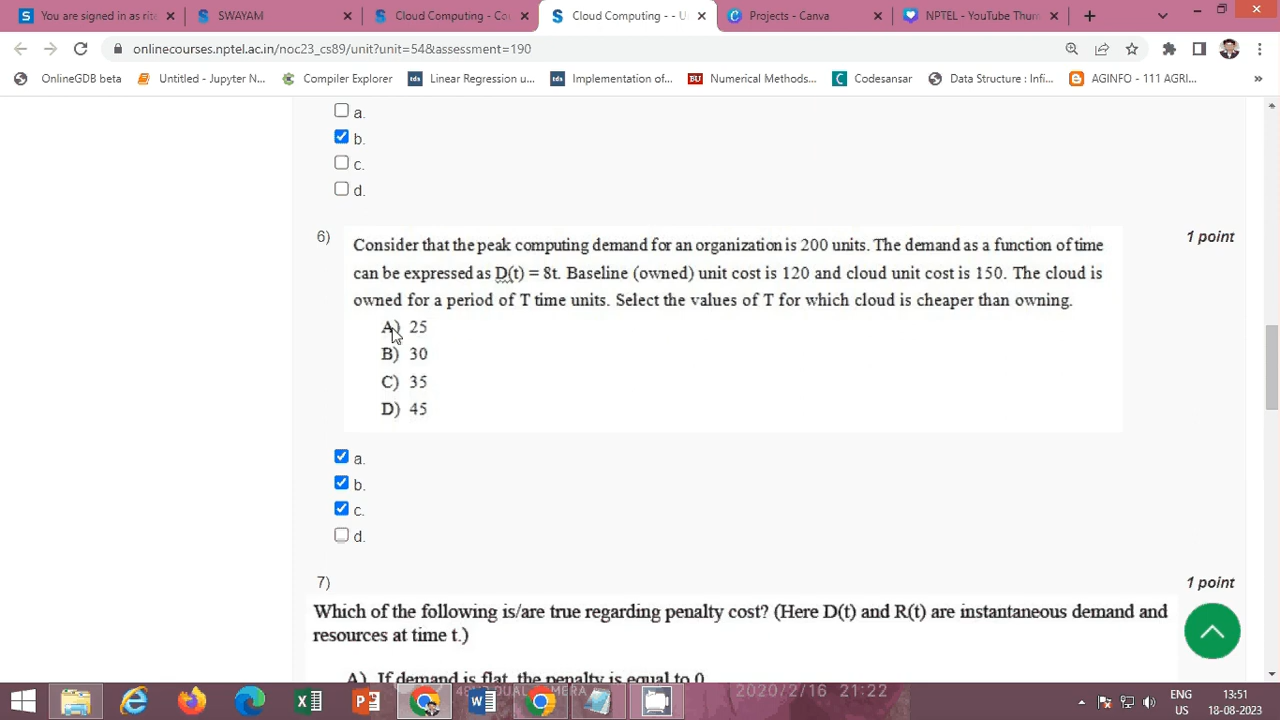 You are signed in as rite
SWAYAM
Cloud Computing - Cou
Cloud Computing - - U
Projects - Canva
NPTEL - YouTube Thum
onlinecourses.nptel.ac.in/noc23_cs89/unit?unit=54&assessment=190
OnlineGDB beta
Untitled - Jupyter N...
Compiler Explorer
Linear Regression u...
Implementation of...
Numerical Methods...
Codesansar
Data Structure : Infi...
AGINFO - 111 AGRI...
»
a.
b.
c.
d.
6)
1 point
Consider that the peak computing demand for an organization is 200 units. The demand as a function of time
can be expressed as D(t) = 8t. Baseline (owned) unit cost is 120 and cloud unit cost is 150. The cloud is
owned for a period of T time units. Select the values of T for which cloud is cheaper than owning.
A) 25
B) 30
C) 35
D) 45
a.
b.
c.
d.
7)
1 point
Which of the following is/are true regarding penalty cost? (Here D(t) and R(t) are instantaneous demand and
resources at time t.)
A) If demand is flat, the penalty is equal to 0
2020/2/16 21:22
ENG
US
13:51
18-08-2023